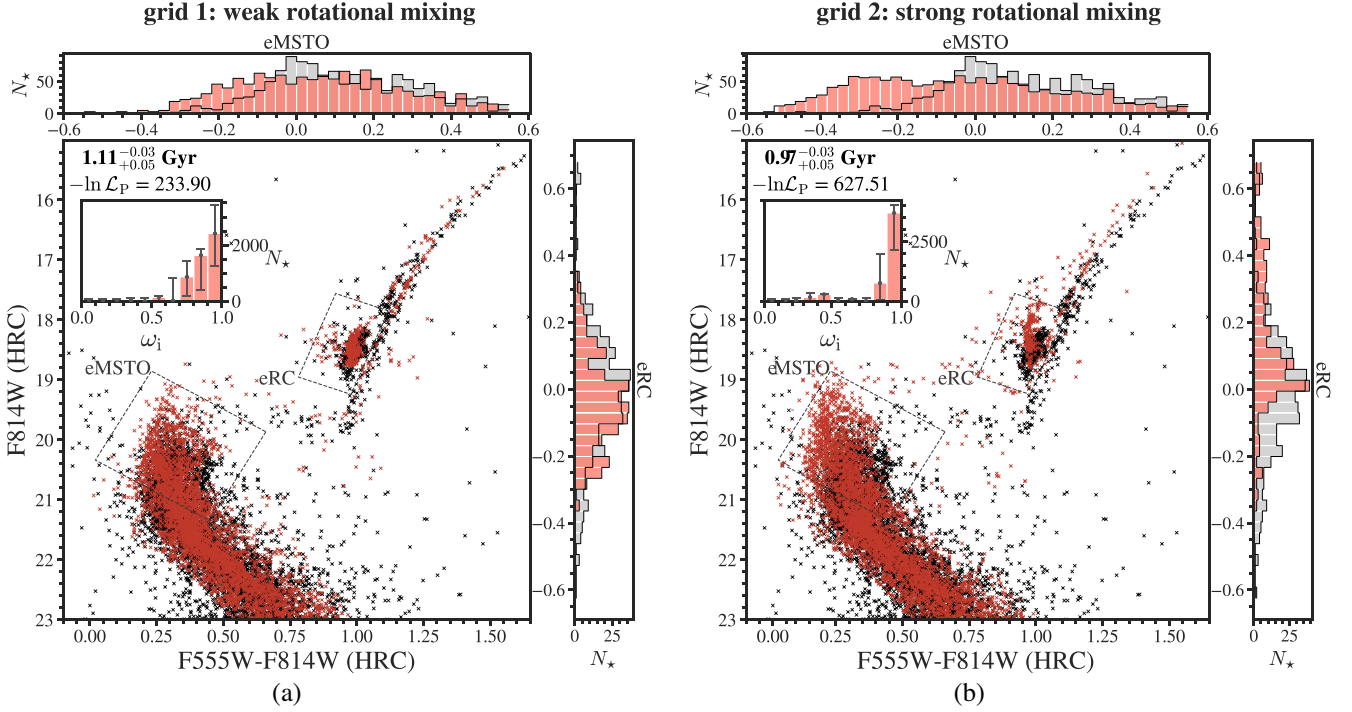 grid 1: weak rotational mixing
eMSTO
N⋆
50
0
−0.6 −0.4 −0.2 0.0 0.2 0.4 0.6
1.11 −0.03 +0.05 Gyr
−ln ℒP = 233.90
2000
0
N⋆
0.0 0.5 1.0
ωi
eMSTO
eRC
16
17
18
19
20
21
22
23
F814W (HRC)
0.00 0.25 0.50 0.75 1.00 1.25 1.50
F555W-F814W (HRC)
0.6
0.4
0.2
0.0
−0.2
−0.4
−0.6
eRC
0 25
N⋆
(a)
grid 2: strong rotational mixing
eMSTO
N⋆
50
0
−0.6 −0.4 −0.2 0.0 0.2 0.4 0.6
0.97 −0.03 +0.05 Gyr
−lnℒP = 627.51
2500
0
N⋆
0.0 0.5 1.0
ωi
eMSTO
eRC
16
17
18
19
20
21
22
23
F814W (HRC)
0.00 0.25 0.50 0.75 1.00 1.25 1.50
F555W-F814W (HRC)
0.6
0.4
0.2
0.0
−0.2
−0.4
−0.6
eRC
0 25
N⋆
(b)